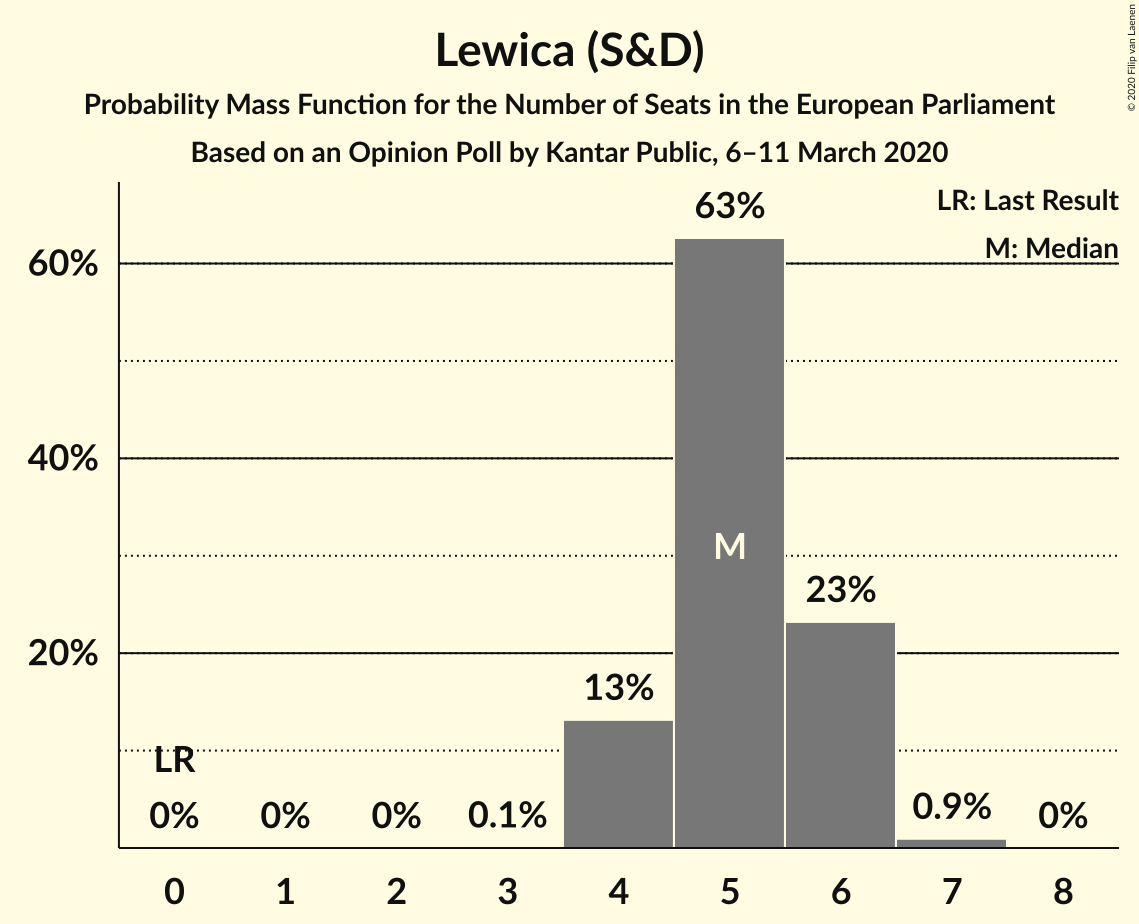 Lewica (S&D)
Probability Mass Function for the Number of Seats in the European Parliament
Based on an Opinion Poll by Kantar Public, 6–11 March 2020
© 2020 Filip van Laenen
LR: Last Result
M: Median
60%
40%
20%
LR
0%
0%
0%
0.1%
13%
63%
M
23%
0.9%
0%
0 1 2 3 4 5 6 7 8